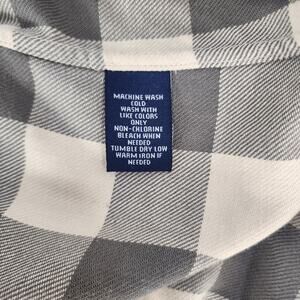 MACHINE WASH
COLD
WASH WITH
LIKE COLORS
ONLY
NON-CHLORINE
BLEACH WHEN
NEEDED
TUMBLE DRY LOW
WARM IRON IF
NEEDED